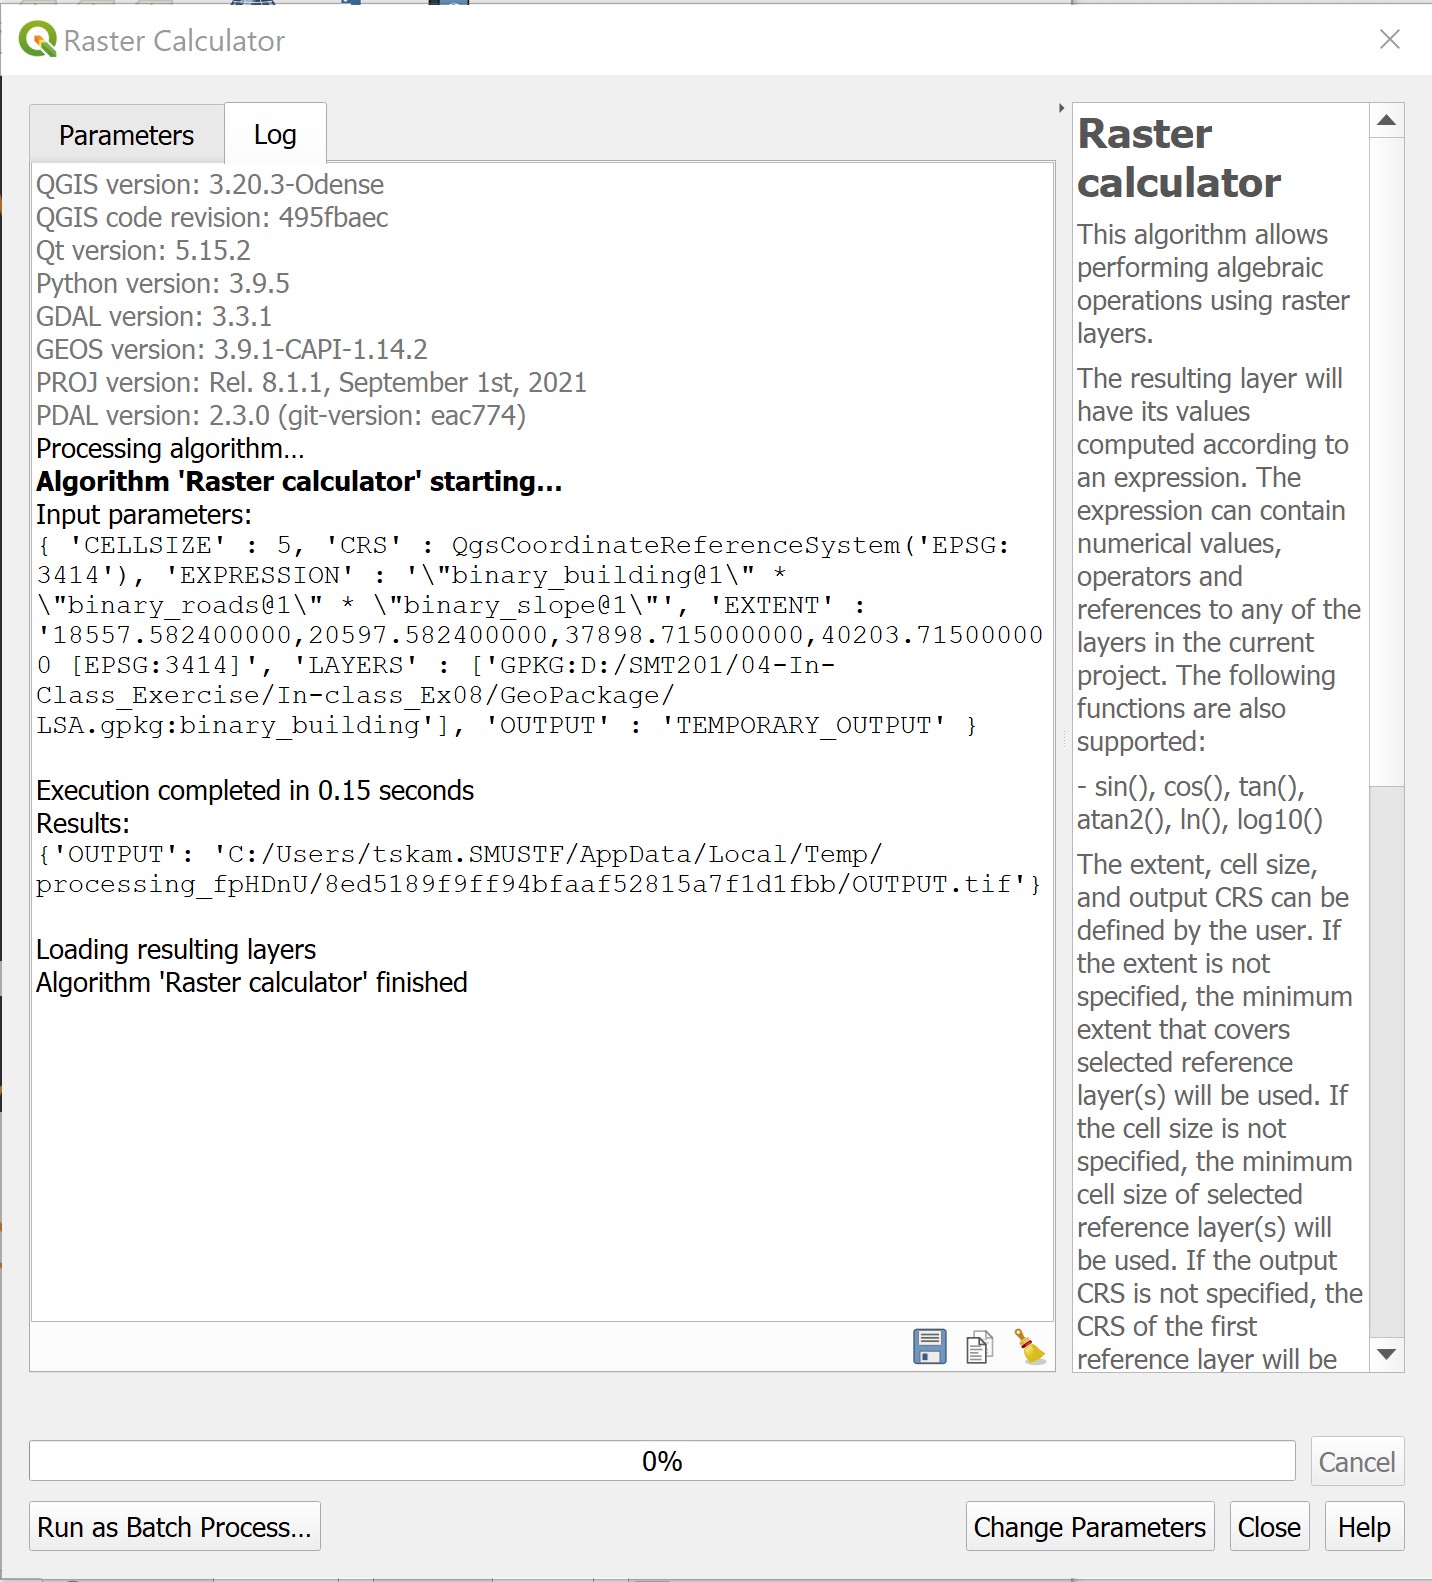 Raster Calculator
Parameters
Log
QGIS version: 3.20.3-Odense
QGIS code revision: 495fbaec
Qt version: 5.15.2
Python version: 3.9.5
GDAL version: 3.3.1
GEOS version: 3.9.1-CAPI-1.14.2
PROJ version: Rel. 8.1.1, September 1st, 2021
PDAL version: 2.3.0 (git-version: eac774)
Processing algorithm…
Algorithm 'Raster calculator' starting…
Input parameters:
{ 'CELLSIZE' : 5, 'CRS' : QgsCoordinateReferenceSystem('EPSG:
3414'), 'EXPRESSION' : '\"binary_building@1\" *
\"binary_roads@1\" * \"binary_slope@1\"', 'EXTENT' :
'18557.582400000,20597.582400000,37898.715000000,40203.71500000
0 [EPSG:3414]', 'LAYERS' : ['GPKG:D:/SMT201/04-In-
Class_Exercise/In-class_Ex08/GeoPackage/
LSA.gpkg:binary_building'], 'OUTPUT' : 'TEMPORARY_OUTPUT' }
Execution completed in 0.15 seconds
Results:
{'OUTPUT': 'C:/Users/tskam.SMUSTF/AppData/Local/Temp/
processing_fpHDnU/8ed5189f9ff94bfaaf52815a7f1d1fbb/OUTPUT.tif'}
Loading resulting layers
Algorithm 'Raster calculator' finished
Raster
calculator
This algorithm allows
performing algebraic
operations using raster
layers.
The resulting layer will
have its values
computed according to
an expression. The
expression can contain
numerical values,
operators and
references to any of the
layers in the current
project. The following
functions are also
supported:
- sin(), cos(), tan(),
atan2(), ln(), log10()
The extent, cell size,
and output CRS can be
defined by the user. If
the extent is not
specified, the minimum
extent that covers
selected reference
layer(s) will be used. If
the cell size is not
specified, the minimum
cell size of selected
reference layer(s) will
be used. If the output
CRS is not specified, the
CRS of the first
reference layer will be
0%
Cancel
Run as Batch Process…
Change Parameters
Close
Help